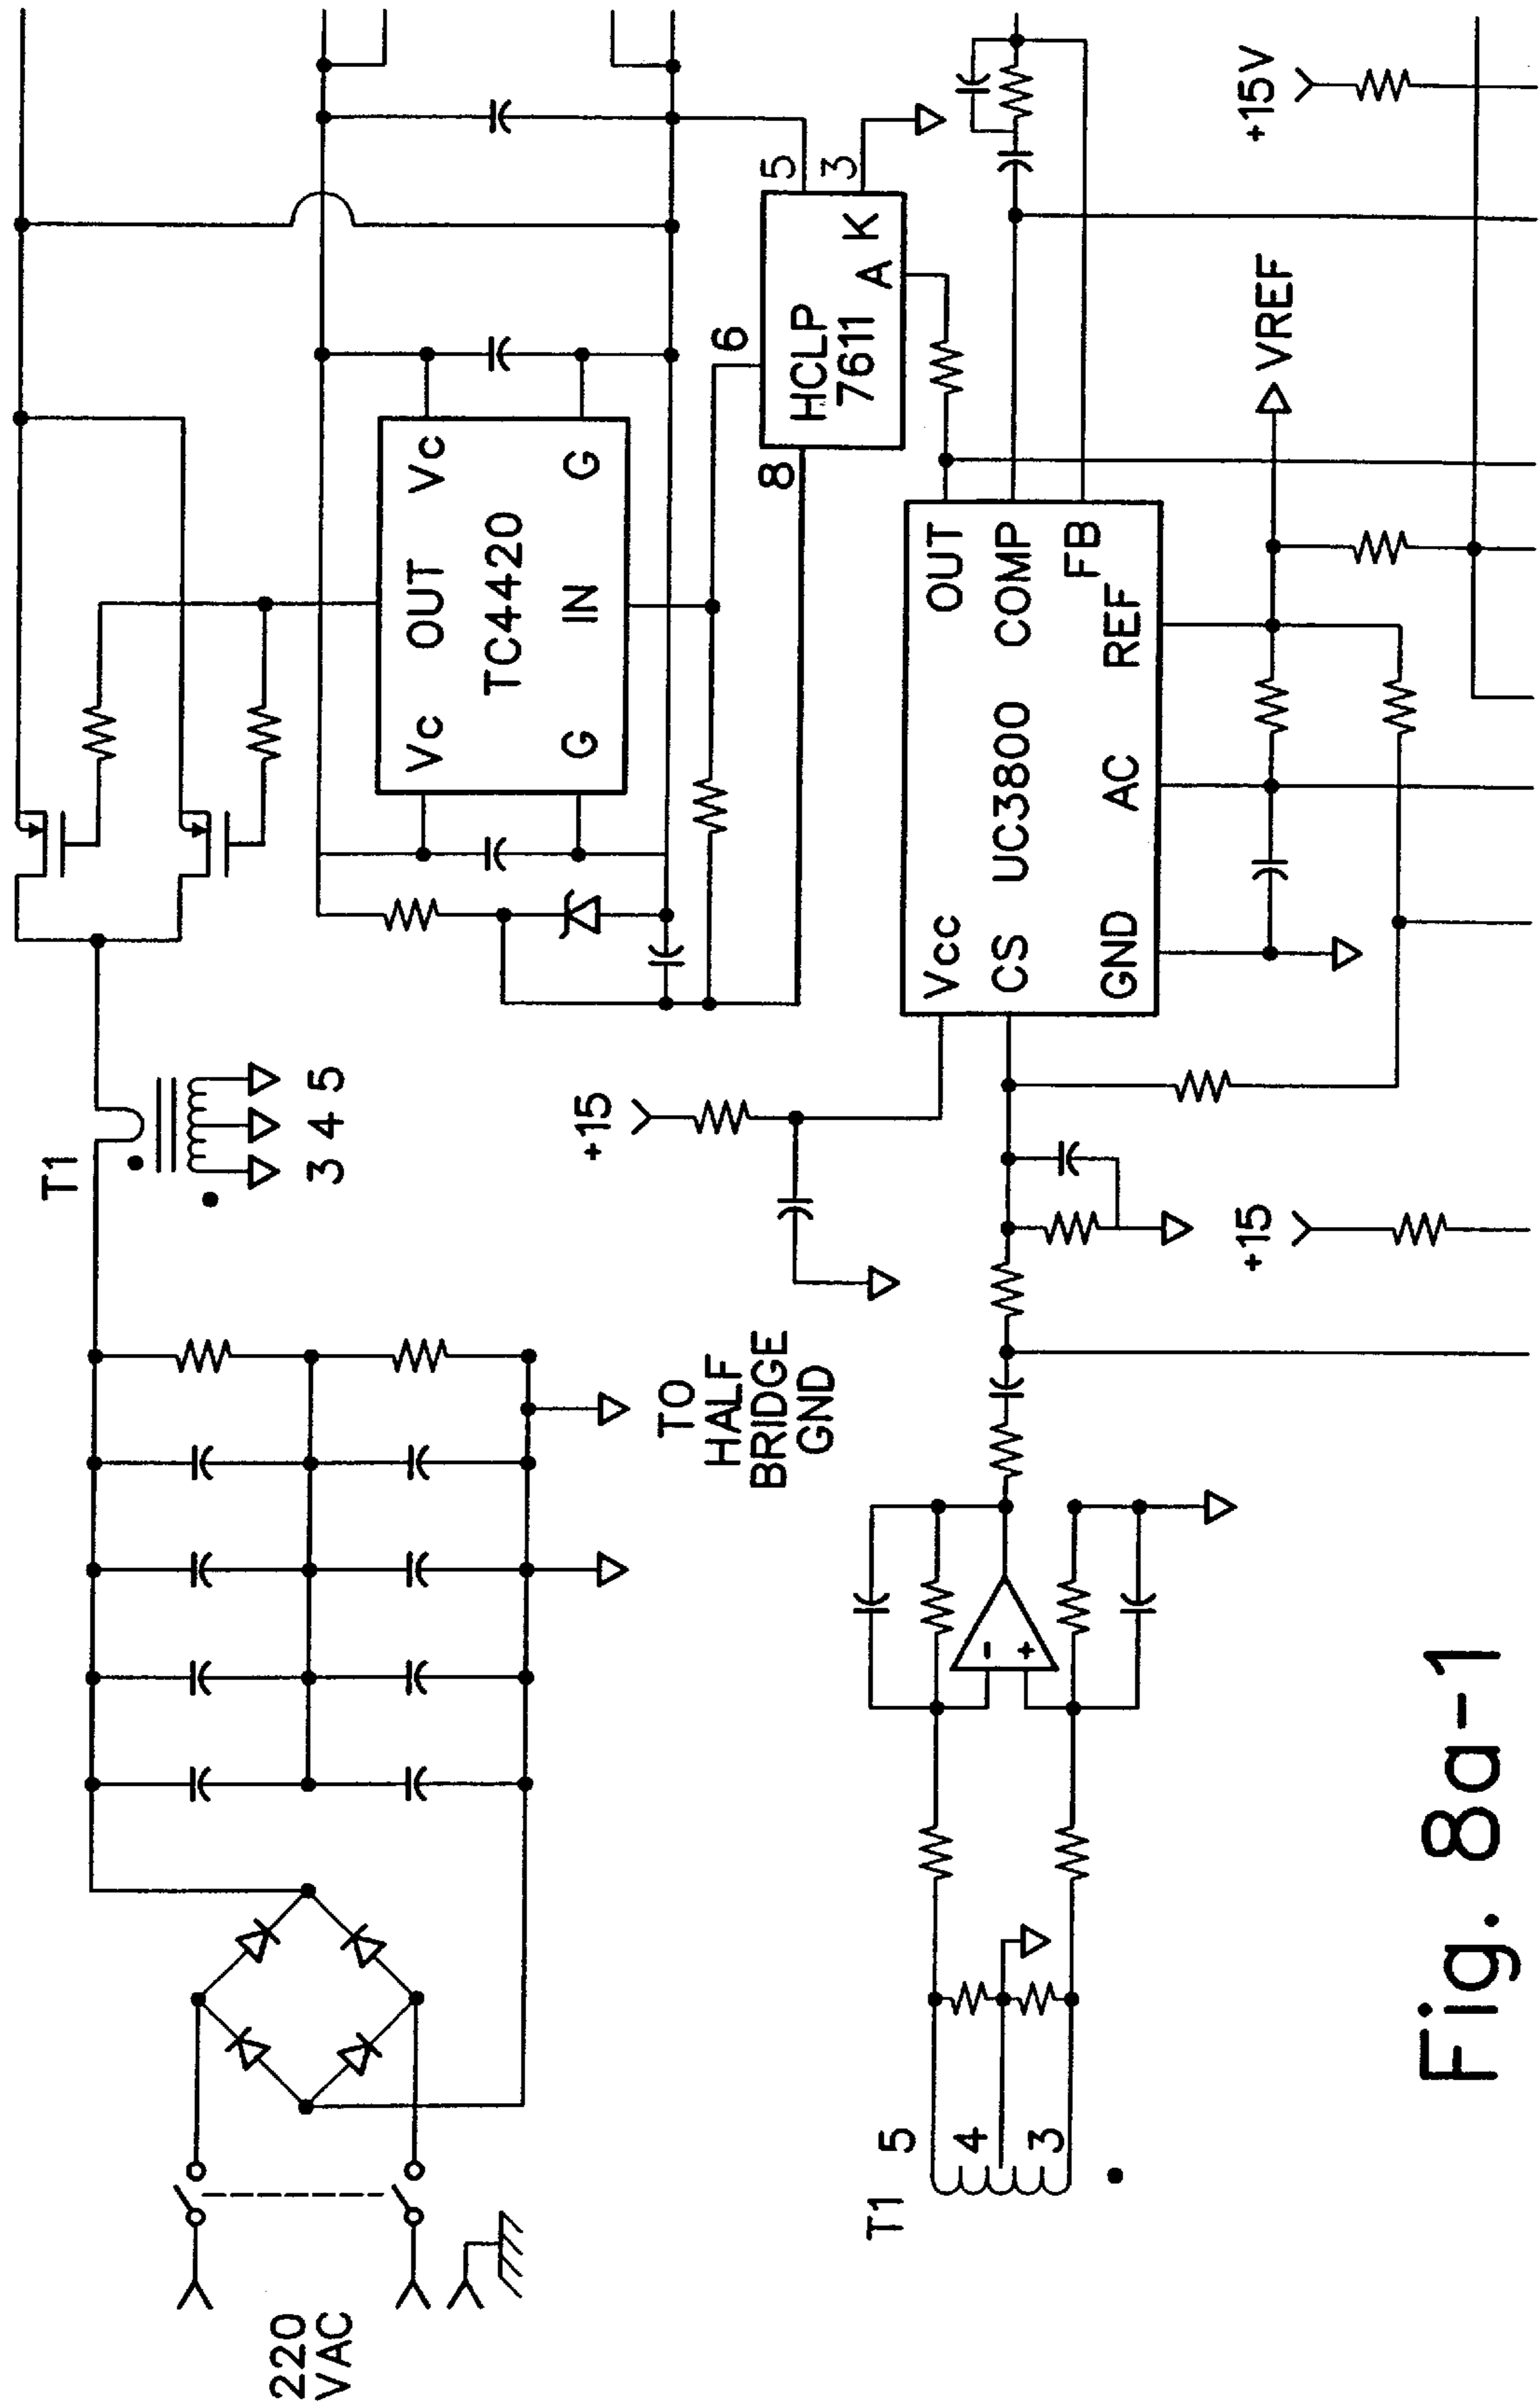 220
VAC
T1
3 4 5
TO
HALF
BRIDGE
GND
Vc OUT Vc
TC4420
G IN G
+15
8
6
5
3
HCLP
7611
A K
Vcc OUT
CS UC3800 COMP
FB
GND AC REF
VREF
+15V
+15
T1
5
4
3
-
+
Fig. 8a-1